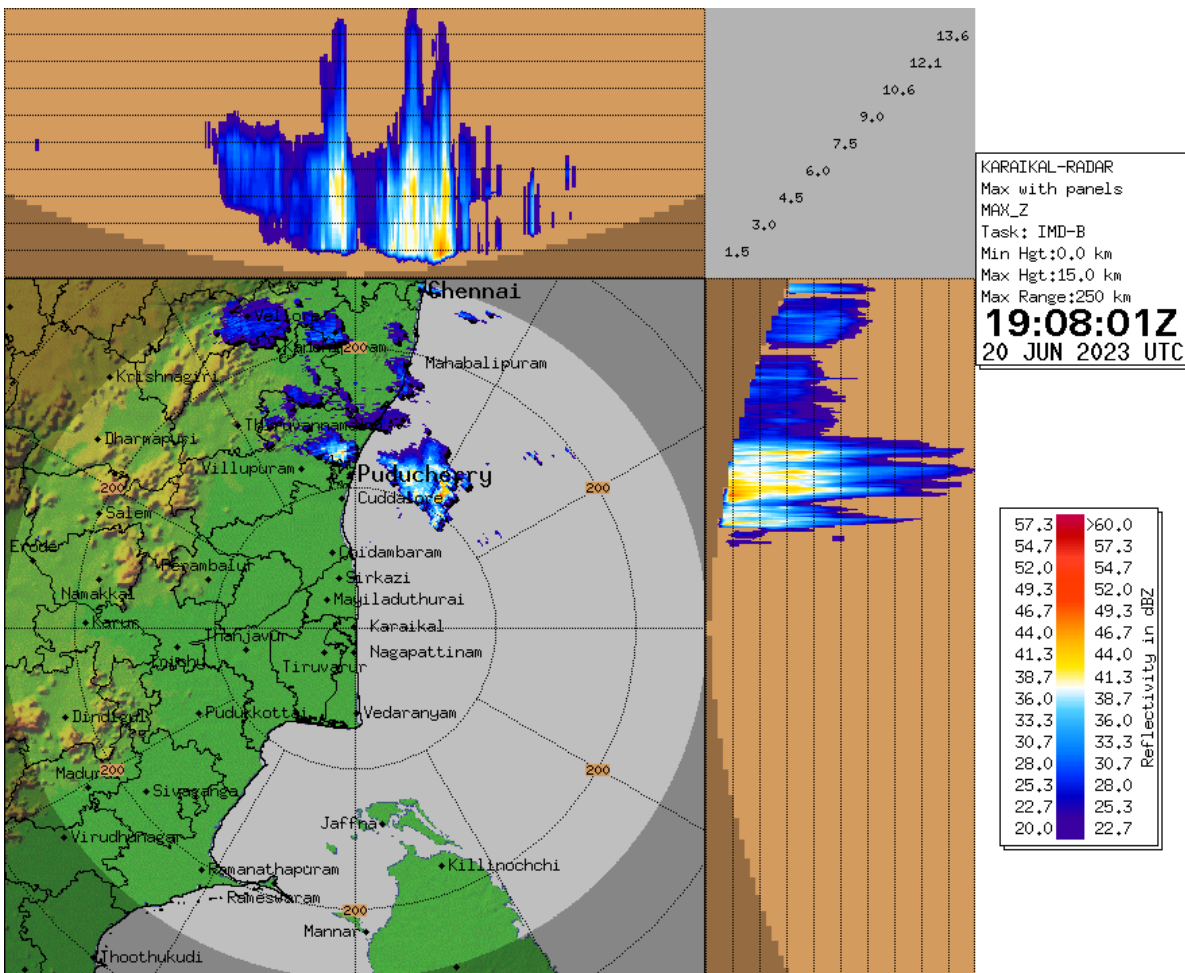 13.6
12.1
10.6
9.0
7.5
6.0
4.5
3.0
1.5
KARAIKAL-RADAR
Max with panels
MAX_Z
Task: IMD-B
Min Hgt:0.0 km
Max Hgt:15.0 km
Max Range:250 km
19:08:01Z
20 JUN 2023 UTC
Chennai
Vellore
200
Mahabalipuram
Krishnagiri
Dharmapuri
Villupuram
Puducherry
200
200
Cuddalore
Salem
Erode
Chidambaram
Perambalur
Sirkazi
Namakkal
Mayiladuthurai
Karur
Karaikal
Thanjavur
Nagapattinam
Tiruvarur
Pudukkottai
Vedaranyam
Dindigul
200
200
Sivaganga
Jaffna
Virudhunagar
Killinochchi
Ramanathapuram
Rameswaram
200
Mannar
Thoothukudi
57.3 >60.0
54.7 57.3
52.0 54.7
49.3 52.0
46.7 49.3
44.0 46.7
41.3 44.0
38.7 41.3
36.0 38.7
33.3 36.0
30.7 33.3
28.0 30.7
25.3 28.0
22.7 25.3
20.0 22.7
Reflectivity in dBZ